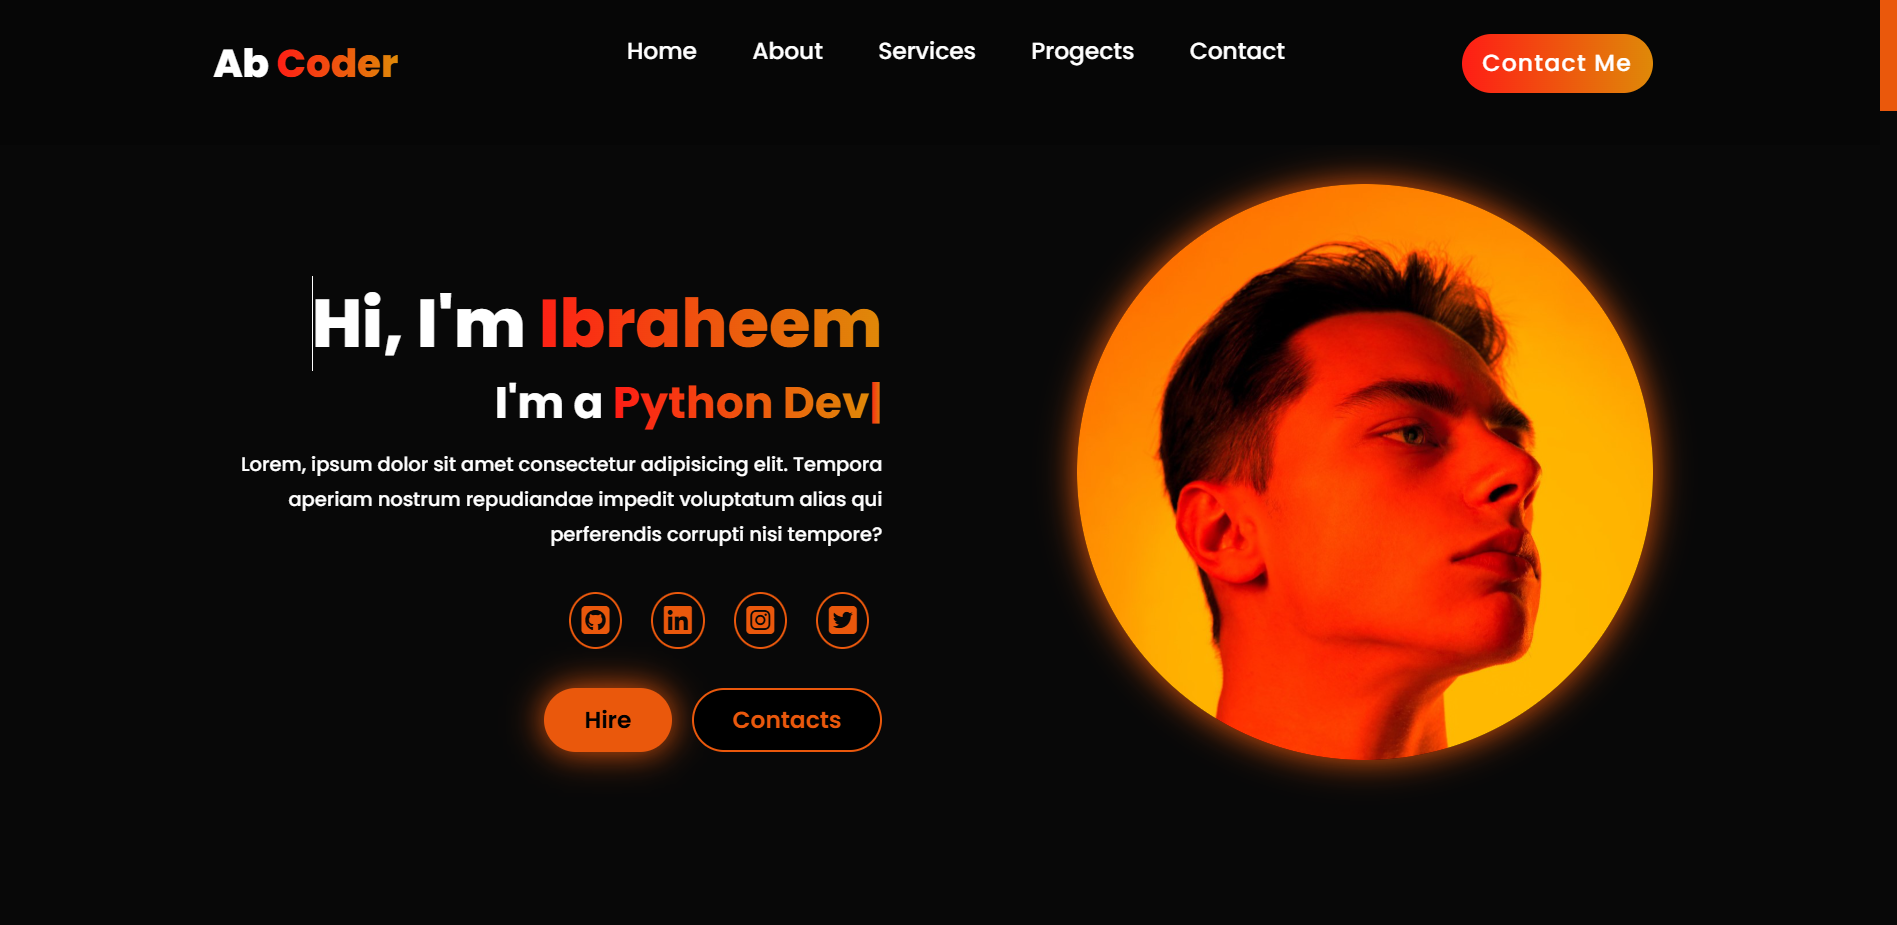 Ab Coder
Home
About
Services
Progects
Contact
Contact Me
Hi, I'm Ibraheem
I'm a Python Dev|
Lorem, ipsum dolor sit amet consectetur adipisicing elit. Tempora
aperiam nostrum repudiandae impedit voluptatum alias qui
perferendis corrupti nisi tempore?
in
Hire
Contacts